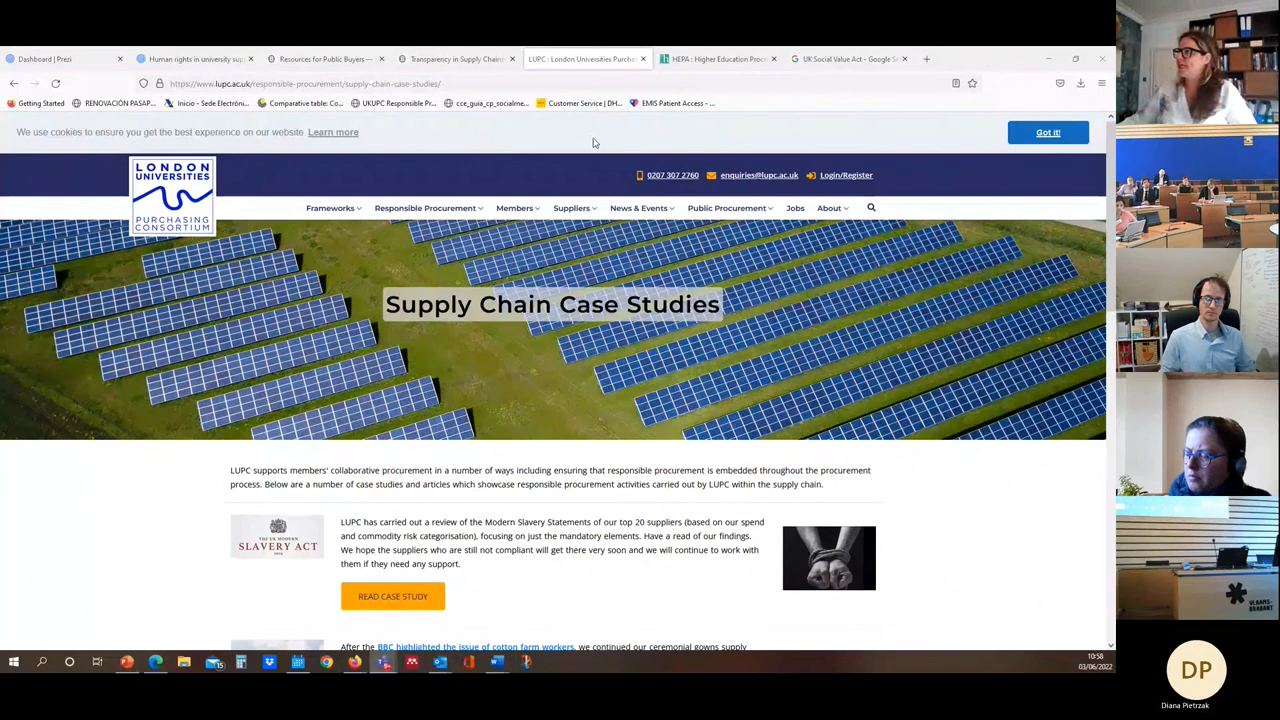 Dashboard | Prezi
Human rights in university sup
Resources for Public Buyers —
Transparency in Supply Chains
LUPC : London Universities Purcha
HEPA : Higher Education Proc
UK Social Value Act - Google Se
https://www.lupc.ac.uk/responsible-procurement/supply-chain-case-studies/
Getting Started
RENOVACIÓN PASAP...
Inicio - Sede Electróni...
Comparative table: Co...
UKUPC Responsible Pr...
cce_guia_cp_socialme...
Customer Service | DH...
EMIS Patient Access – ...
We use cookies to ensure you get the best experience on our website Learn more
Got it!
LONDON
UNIVERSITIES
PURCHASING
CONSORTIUM
0207 307 2760
enquiries@lupc.ac.uk
Login/Register
Frameworks
Responsible Procurement
Members
Suppliers
News & Events
Public Procurement
Jobs
About
Supply Chain Case Studies
LUPC supports members' collaborative procurement in a number of ways including ensuring that responsible procurement is embedded throughout the procurement
process. Below are a number of case studies and articles which showcase responsible procurement activities carried out by LUPC within the supply chain.
THE UK MODERN
SLAVERY ACT
LUPC has carried out a review of the Modern Slavery Statements of our top 20 suppliers (based on our spend
and commodity risk categorisation), focusing on just the mandatory elements. Have a read of our findings.
We hope the suppliers who are still not compliant will get there very soon and we will continue to work with
them if they need any support.
READ CASE STUDY
After the BBC highlighted the issue of cotton farm workers, we continued our ceremonial gowns supply
15
10:58
03/06/2022
VLAAMS-
BRABANT
DP
Diana Pietrzak